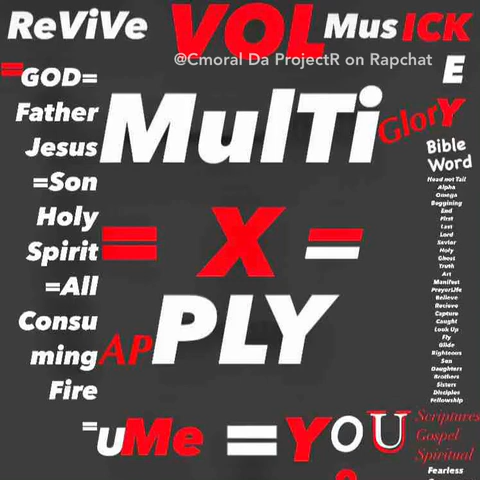 ReViVe VOL MusICK
@Cmoral Da ProjectR on Rapchat
E
=GOD=
Father
Jesus
=Son
Holy
Spirit
=All
Consu
ming
Fire
=UMe = YOU
MulTi
= X =
APPLY
GlorY
Bible
Word
Head not Tail
Alpha
Omega
Beggining
End
First
Last
Lord
Savior
Holy
Ghost
Truth
Art
Manifest
PrayerLife
Believe
Recieve
Capture
Caught
Look Up
Fly
Glide
Righteous
Son
Daughters
Brothers
Sisters
Disciples
Fellowship
Scriptures
Gospel
Spiritual
Fearless